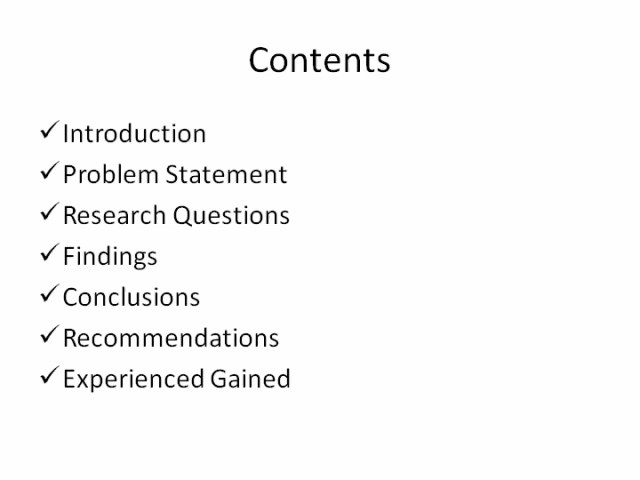 Contents
✓Introduction
✓Problem Statement
✓Research Questions
✓Findings
✓Conclusions
✓Recommendations
✓Experienced Gained